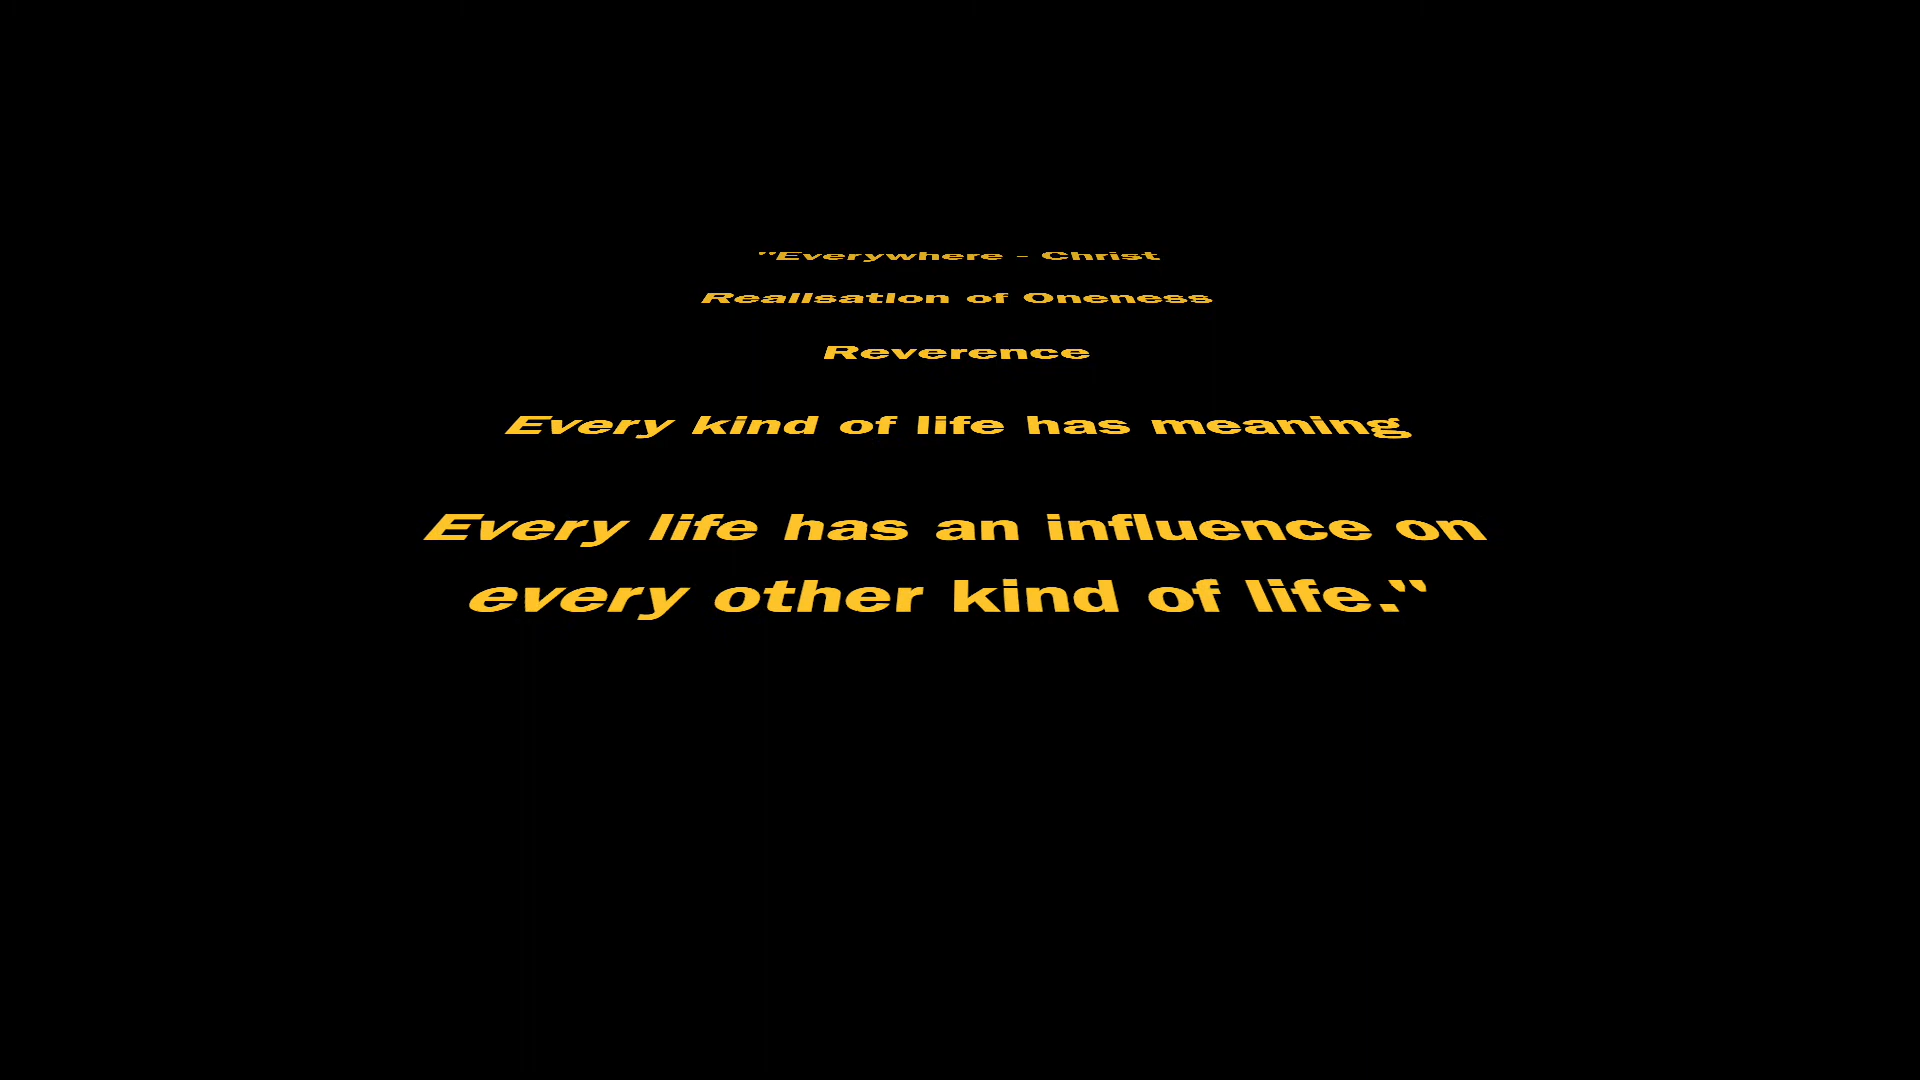 "Everywhere - Christ
Realisation of Oneness
Reverence
Every kind of life has meaning
Every life has an influence on
every other kind of life."